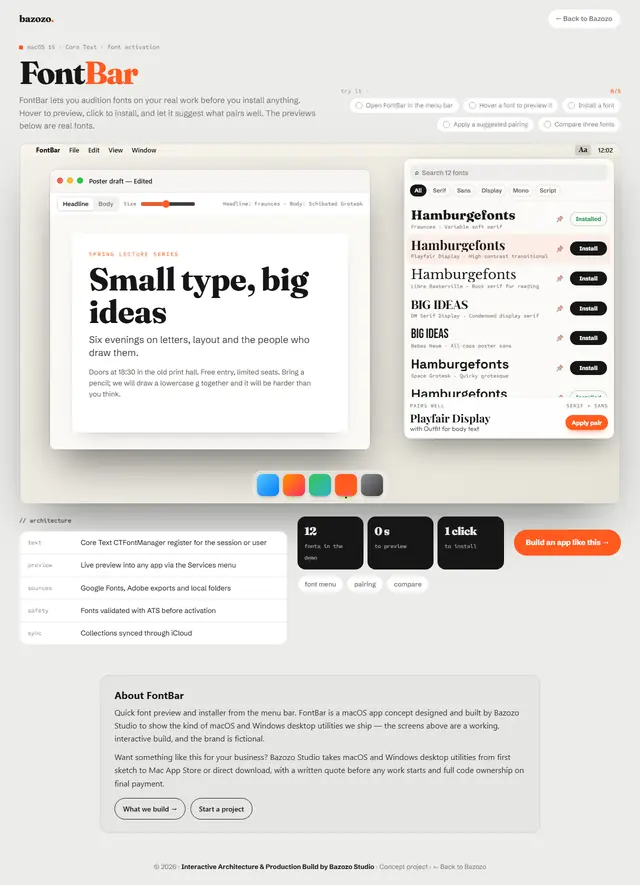 bazozo.
← Back to Bazozo
macOS 15 · Core Text · font activation
FontBar
FontBar lets you audition fonts on your real work before you install anything.
Hover to preview, click to install, and let it suggest what pairs well. The previews
below are real fonts.
try it · 0/5
Open FontBar in the menu bar
Hover a font to preview it
Install a font
Apply a suggested pairing
Compare three fonts
FontBar File Edit View Window
Aa 12:02
Poster draft — Edited
Headline Body Size
Headline: Fraunces · Body: Schibsted Grotesk
SPRING LECTURE SERIES
Small type, big
ideas
Six evenings on letters, layout and the people who
draw them.
Doors at 18:30 in the old print hall. Free entry, limited seats. Bring a
pencil; we will draw a lowercase g together and it will be harder than
you think.
Search 12 fonts
All Serif Sans Display Mono Script
Hamburgefonts
Fraunces · Variable soft serif
Installed
Hamburgefonts
Playfair Display · High-contrast transitional
Install
Hamburgefonts
Libre Baskerville · Book serif for reading
Install
BIG IDEAS
DM Serif Display · Condensed display serif
Install
BIG IDEAS
Bebas Neue · All-caps poster sans
Install
Hamburgefonts
Space Grotesk · Quirky grotesque
Install
Hamburgefonts
Installed
PAIRS WELL SERIF + SANS
Playfair Display
with Outfit for body text
Apply pair
// architecture
text Core Text CTFontManager register for the session or user
preview Live preview into any app via the Services menu
sources Google Fonts, Adobe exports and local folders
safety Fonts validated with ATS before activation
sync Collections synced through iCloud
12
fonts in the
demo
0 s
to preview
1 click
to install
font menu pairing compare
Build an app like this →
About FontBar
Quick font preview and installer from the menu bar. FontBar is a macOS app concept designed and built by Bazozo
Studio to show the kind of macOS and Windows desktop utilities we ship — the screens above are a working,
interactive build, and the brand is fictional.
Want something like this for your business? Bazozo Studio takes macOS and Windows desktop utilities from first
sketch to Mac App Store or direct download, with a written quote before any work starts and full code ownership on
final payment.
What we build →
Start a project
© 2026 · Interactive Architecture & Production Build by Bazozo Studio · Concept project · ← Back to Bazozo